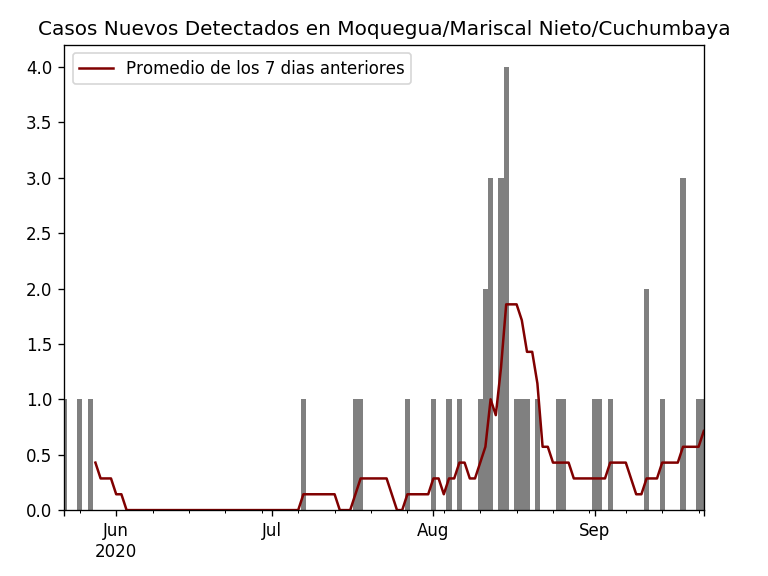 Casos Nuevos Detectados en Moquegua/Mariscal Nieto/Cuchumbaya
Promedio de los 7 dias anteriores
4.0
3.5
3.0
2.5
2.0
1.5
1.0
0.5
0.0
Jun
2020
Jul
Aug
Sep